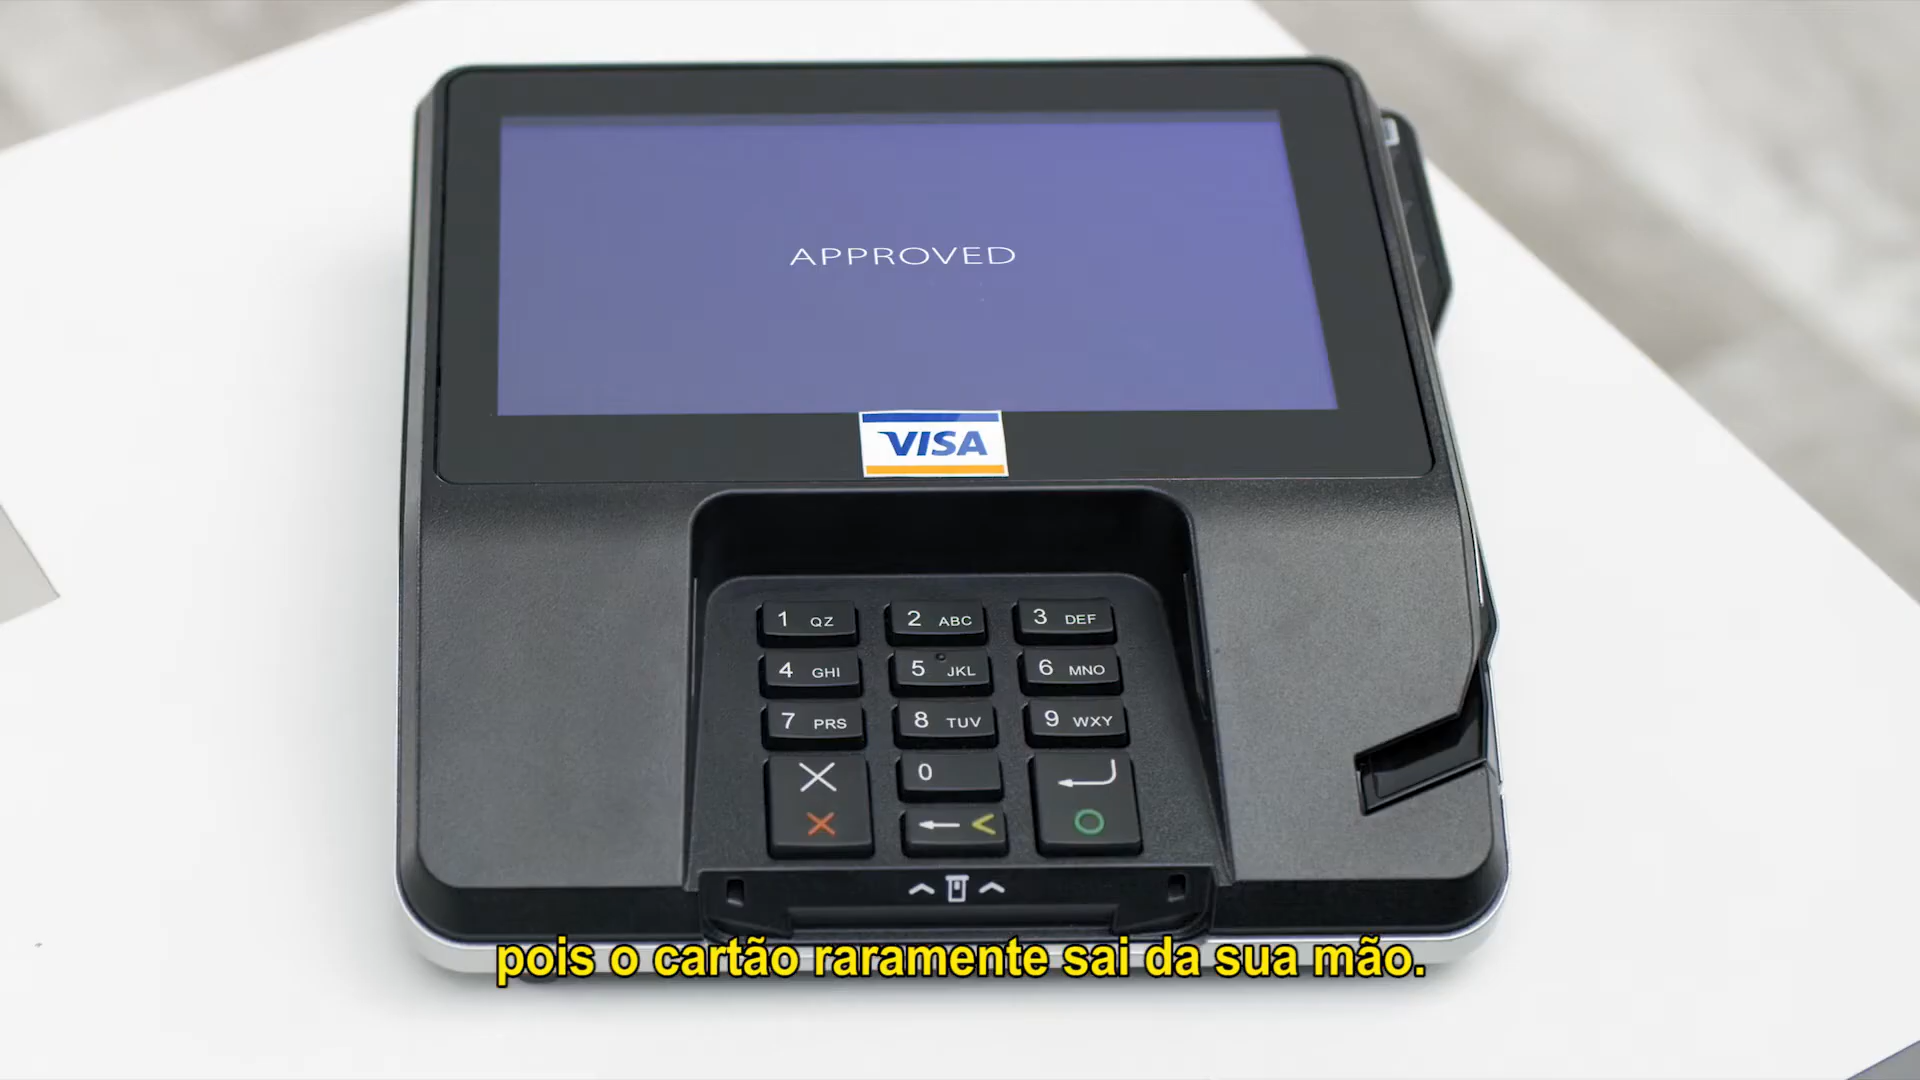 APPROVED
VISA
1 QZ 2 ABC 3 DEF
4 GHI 5 JKL 6 MNO
7 PRS 8 TUV 9 WXY
0
pois o cartão raramente sai da sua mão.